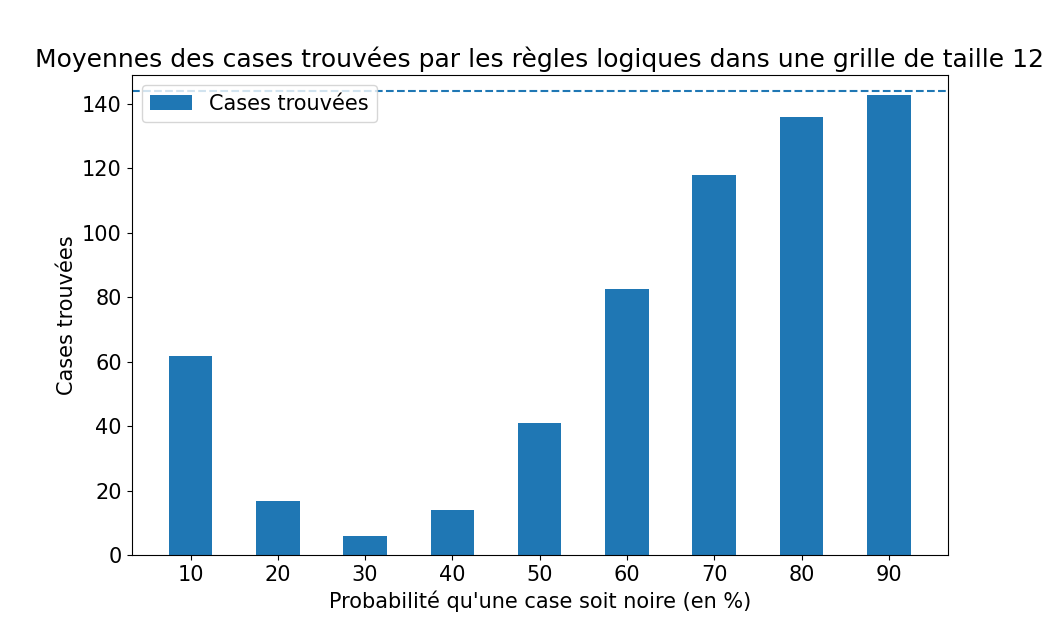 Moyennes des cases trouvées par les règles logiques dans une grille de taille 12
Cases trouvées
140
120
100
80
60
40
20
0
Cases trouvées
10 20 30 40 50 60 70 80 90
Probabilité qu'une case soit noire (en %)